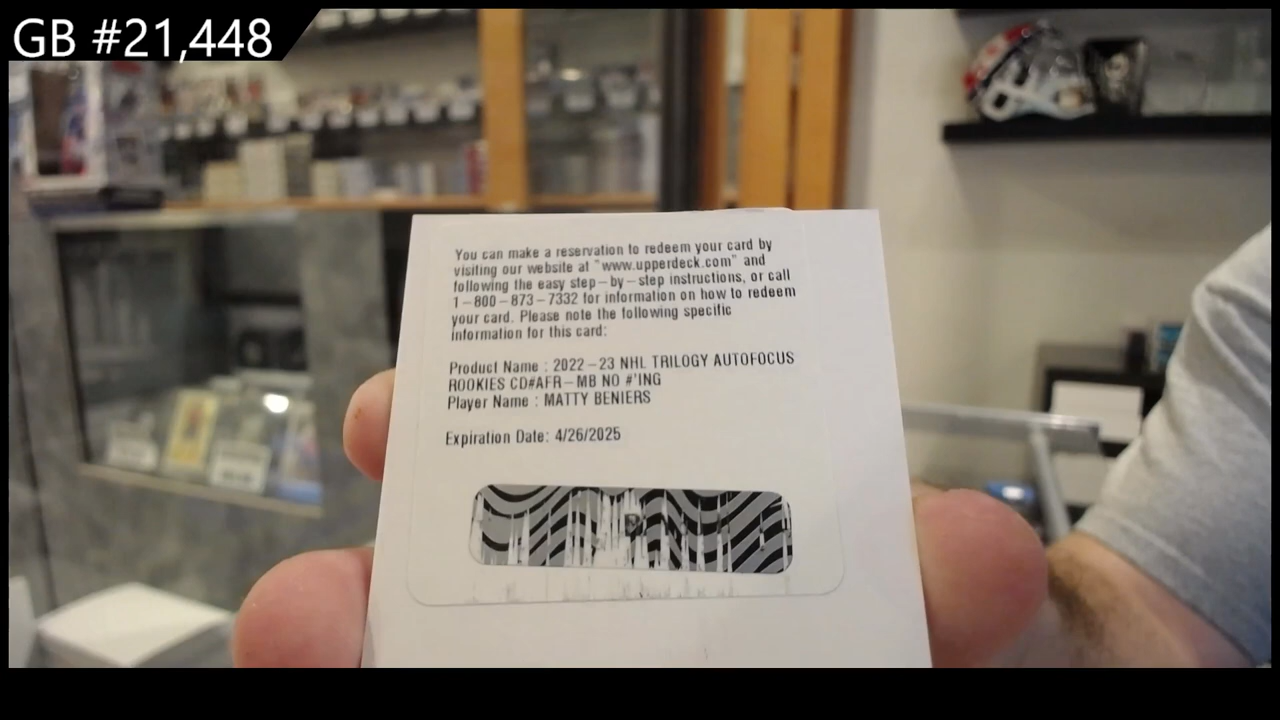 GB #21,448
You can make a reservation to redeem your card by
visiting our website at "www.upperdeck.com" and
following the easy step-by-step instructions, or call
1-800-873-7332 for information on how to redeem
your card. Please note the following specific
information for this card:
Product Name : 2022-23 NHL TRILOGY AUTOFOCUS
ROOKIES CD#AFR-MB NO #'ING
Player Name : MATTY BENIERS
Expiration Date: 4/26/2025